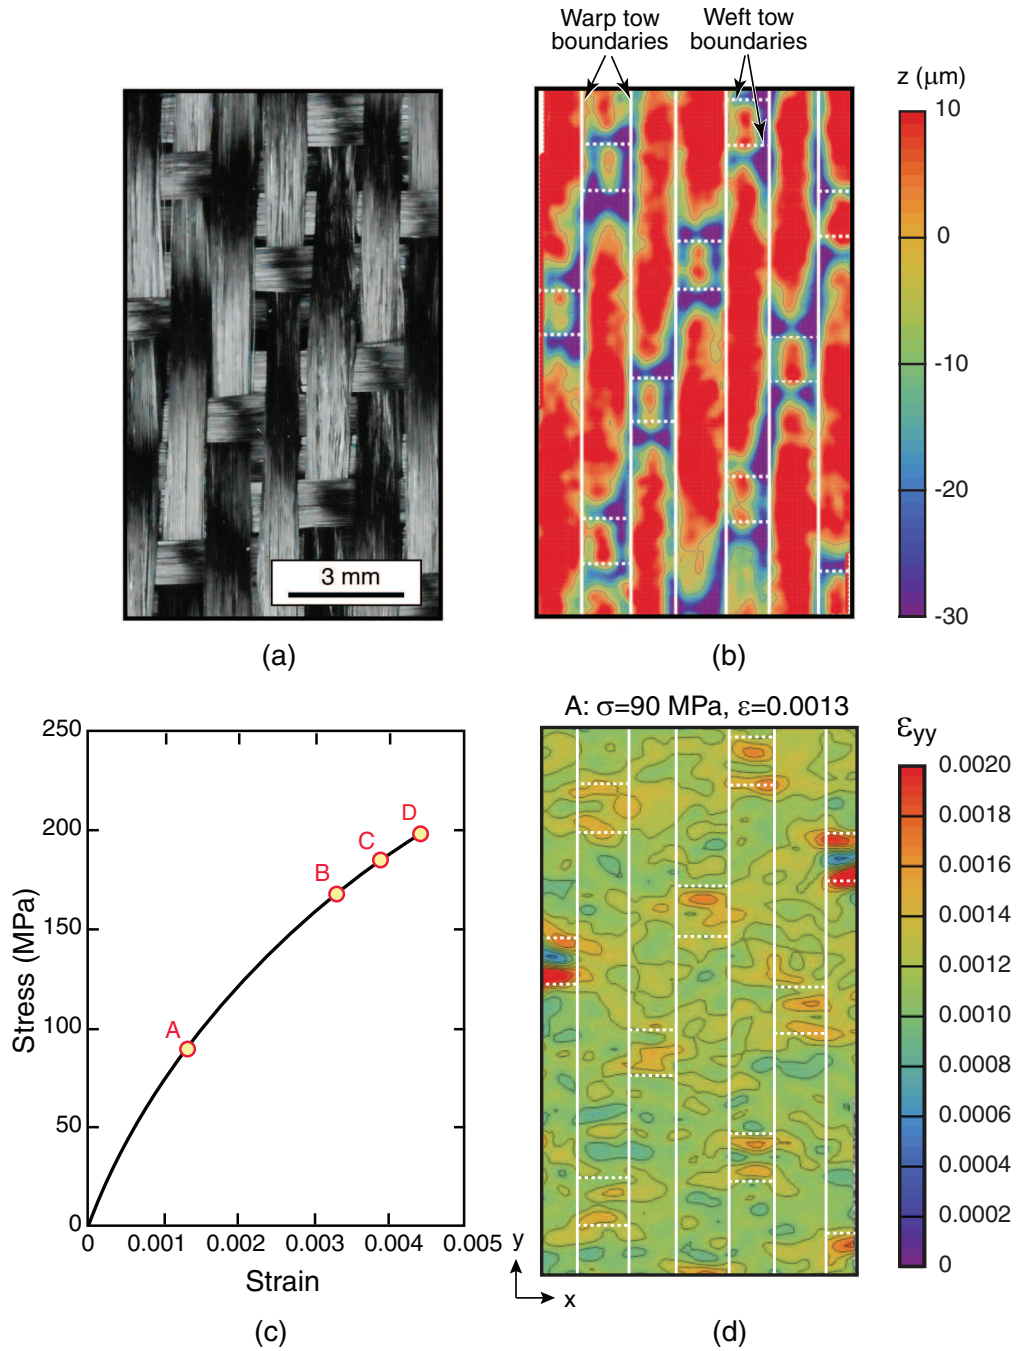 Warp tow
boundaries
Weft tow
boundaries
z (μm)
10
0
-10
-20
-30
3 mm
(a)
(b)
A: σ=90 MPa, ε=0.0013
250
200
150
100
50
0
Stress (MPa)
A
B
C
D
0
0.001
0.002
0.003
0.004
0.005
Strain
(c)
εyy
0.0020
0.0018
0.0016
0.0014
0.0012
0.0010
0.0008
0.0006
0.0004
0.0002
0
y
x
(d)